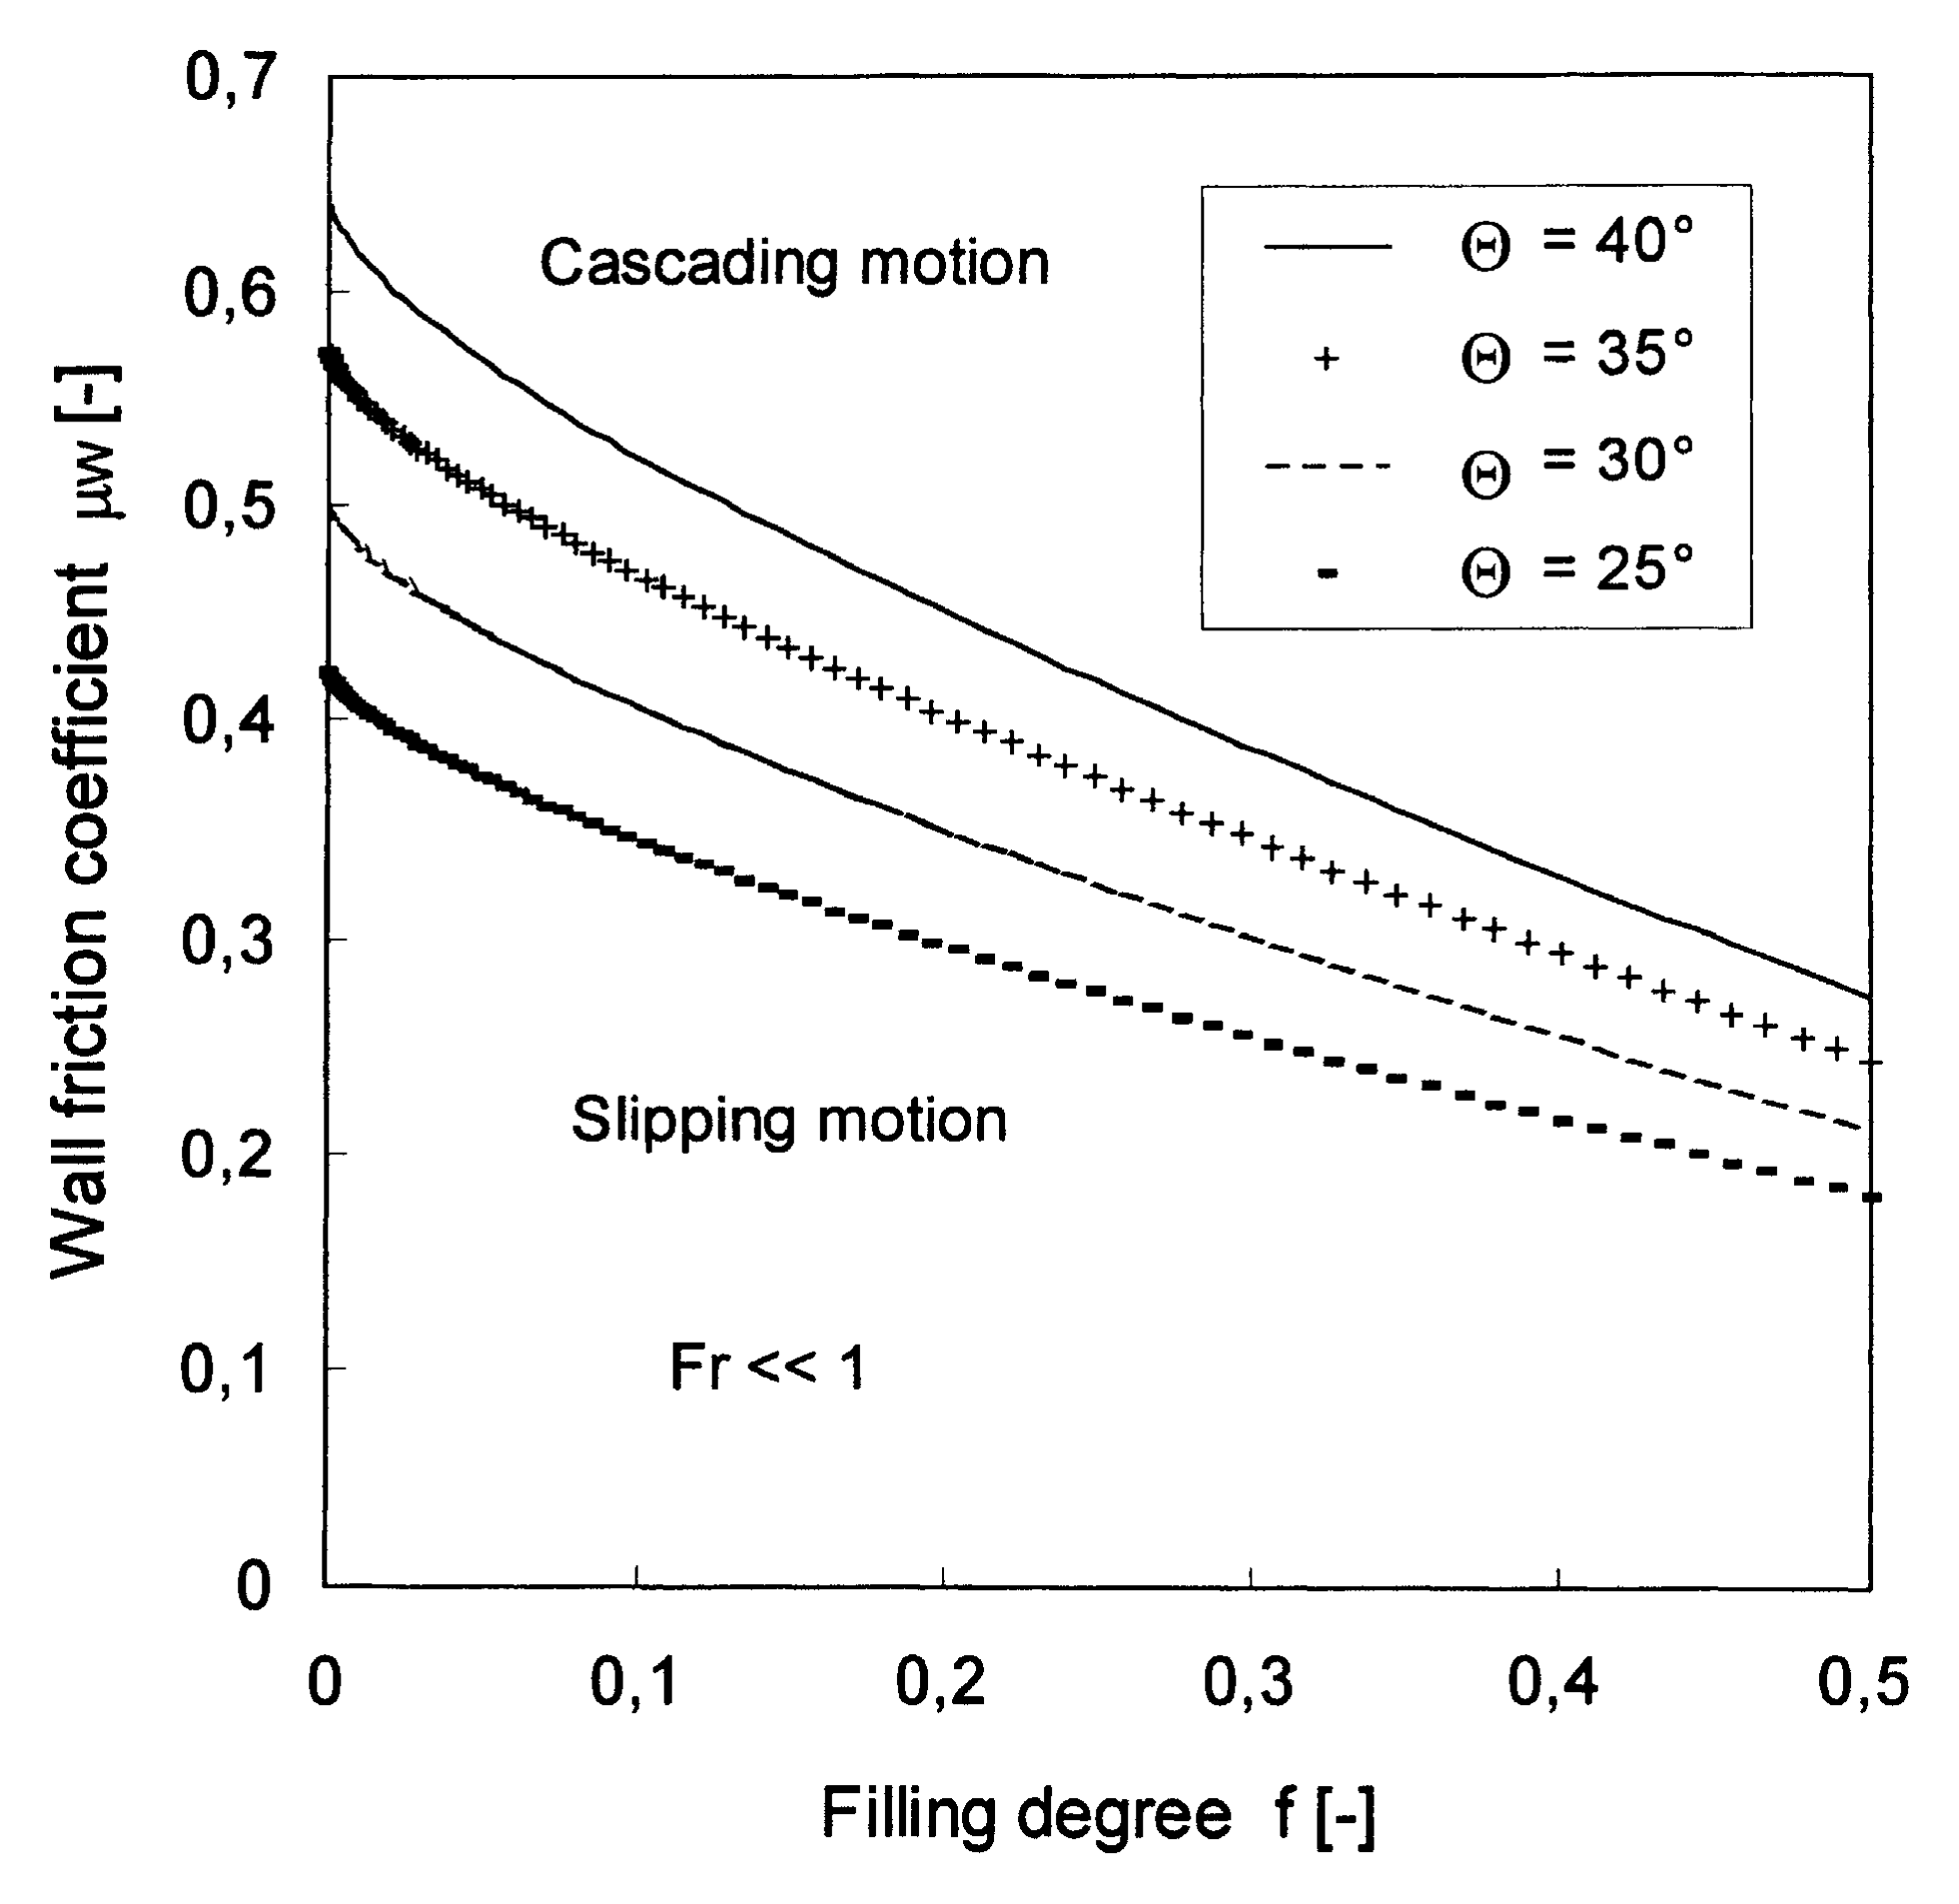 0,7
0,6
0,5
0,4
0,3
0,2
0,1
0
Wall friction coefficient μw [-]
Cascading motion
Θ = 40°
Θ = 35°
Θ = 30°
Θ = 25°
Slipping motion
Fr << 1
0 0,1 0,2 0,3 0,4 0,5
Filling degree f [-]